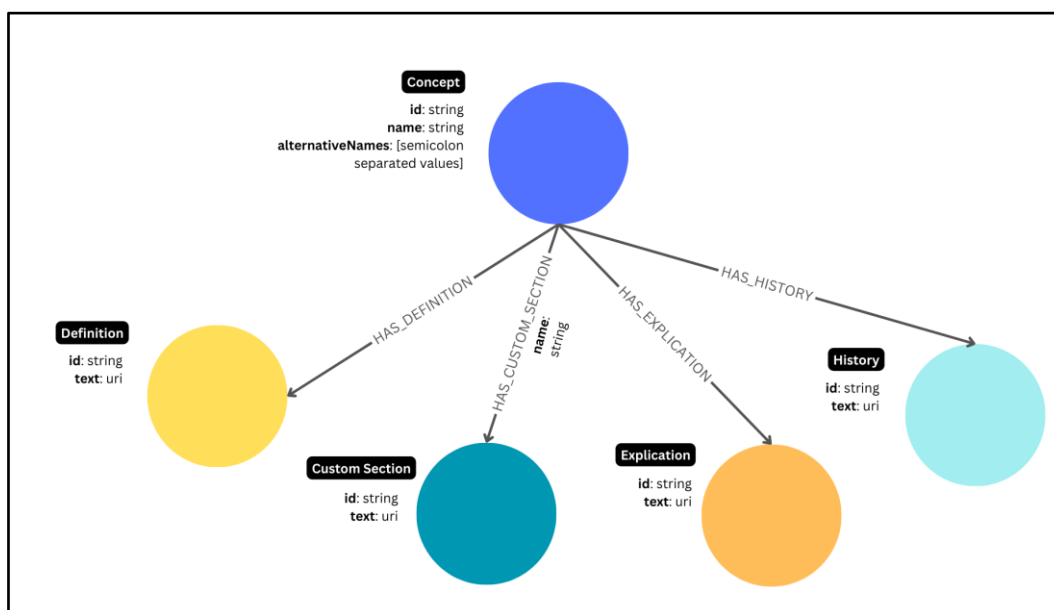 Concept
id: string
name: string
alternativeNames: [semicolon
separated values]
HAS_DEFINITION
HAS_CUSTOM_SECTION
name:
string
HAS_EXPLICATION
HAS_HISTORY
Definition
id: string
text: uri
Custom Section
id: string
text: uri
Explication
id: string
text: uri
History
id: string
text: uri